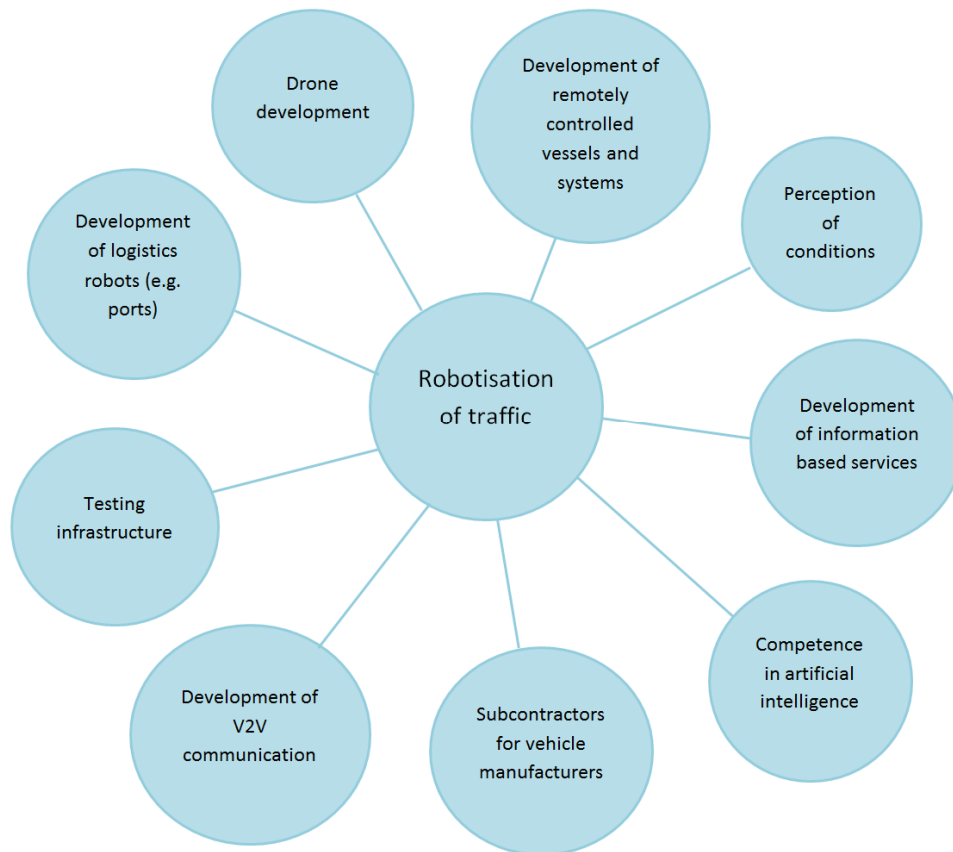 Drone
development
Development of
remotely
controlled
vessels and
systems
Perception
of
conditions
Development
of logistics
robots (e.g.
ports)
Robotisation
of traffic
Development
of information
based services
Testing
infrastructure
Competence
in artificial
intelligence
Development of
V2V
communication
Subcontractors
for vehicle
manufacturers